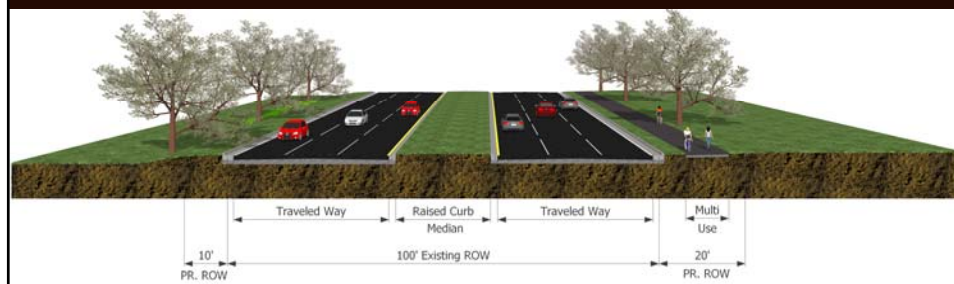 Traveled Way
Raised Curb
Median
Traveled Way
Multi
Use
10'
PR. ROW
100' Existing ROW
20'
PR. ROW